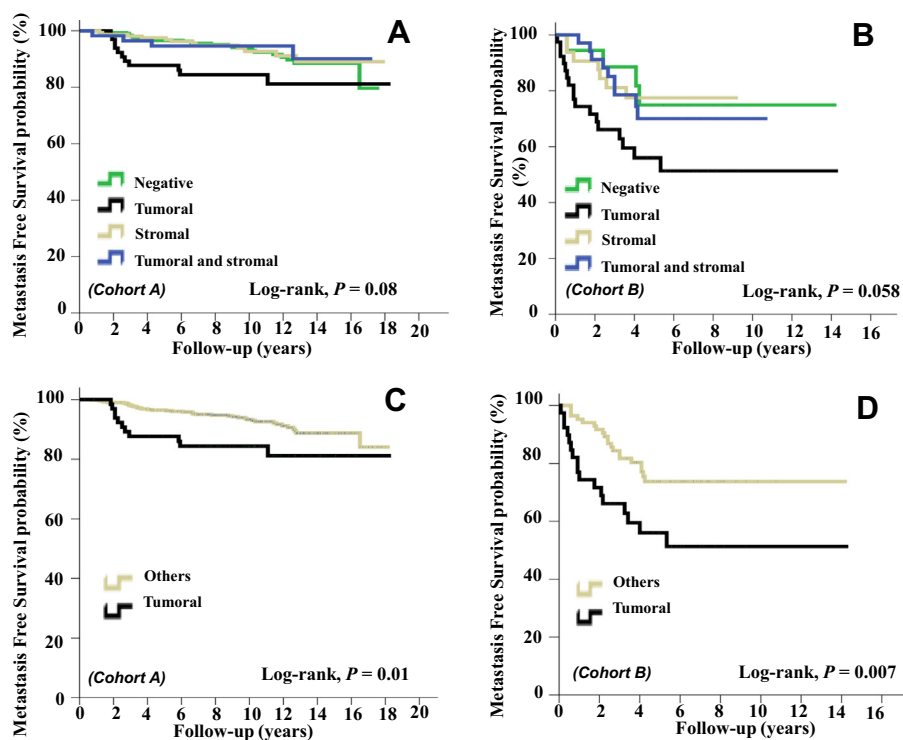 A
Metastasis Free Survival probability (%)
100
80
60
40
20
0
Negative
Tumoral
Stromal
Tumoral and stromal
(Cohort A) Log-rank, P = 0.08
0 2 4 6 8 10 12 14 16 18 20
Follow-up (years)
B
Metastasis Free Survival probability
(%)
100
80
60
40
20
0
Negative
Tumoral
Stromal
Tumoral and stromal
(Cohort B) Log-rank, P = 0.058
0 2 4 6 8 10 12 14 16
Follow-up (years)
C
Metastasis Free Survival probability (%)
100
80
60
40
20
0
Others
Tumoral
(Cohort A) Log-rank, P = 0.01
0 2 4 6 8 10 12 14 16 18
Follow-up (years)
D
Metastasis Free Survival probability (%)
100
80
60
40
20
0
Others
Tumoral
(Cohort B) Log-rank, P = 0.007
0 2 4 6 8 10 12 14
Follow-up (years)